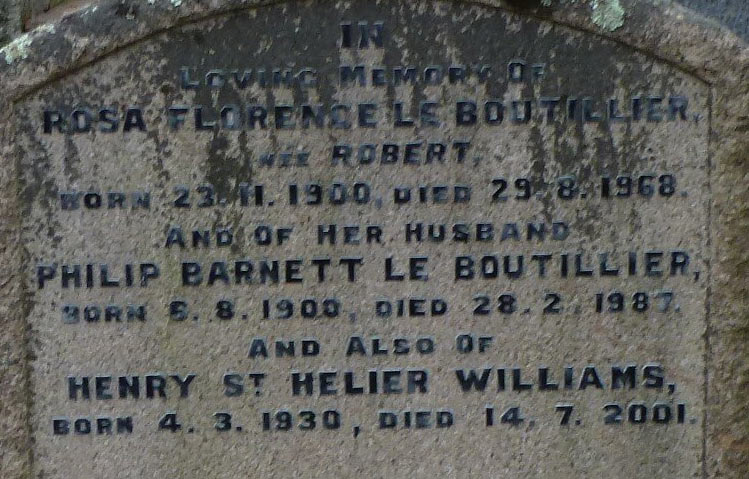 IN
LOVING MEMORY OF
ROSA FLORENCE LE BOUTILLIER,
NÉE ROBERT,
BORN 23. 11. 1900, DIED 29. 8. 1968.
AND OF HER HUSBAND
PHILIP BARNETT LE BOUTILLIER,
BORN 8. 1900, DIED 28. 2. 1987.
AND ALSO OF
HENRY ST HELIER WILLIAMS,
BORN 4. 3. 1930, DIED 14. 7. 2001.